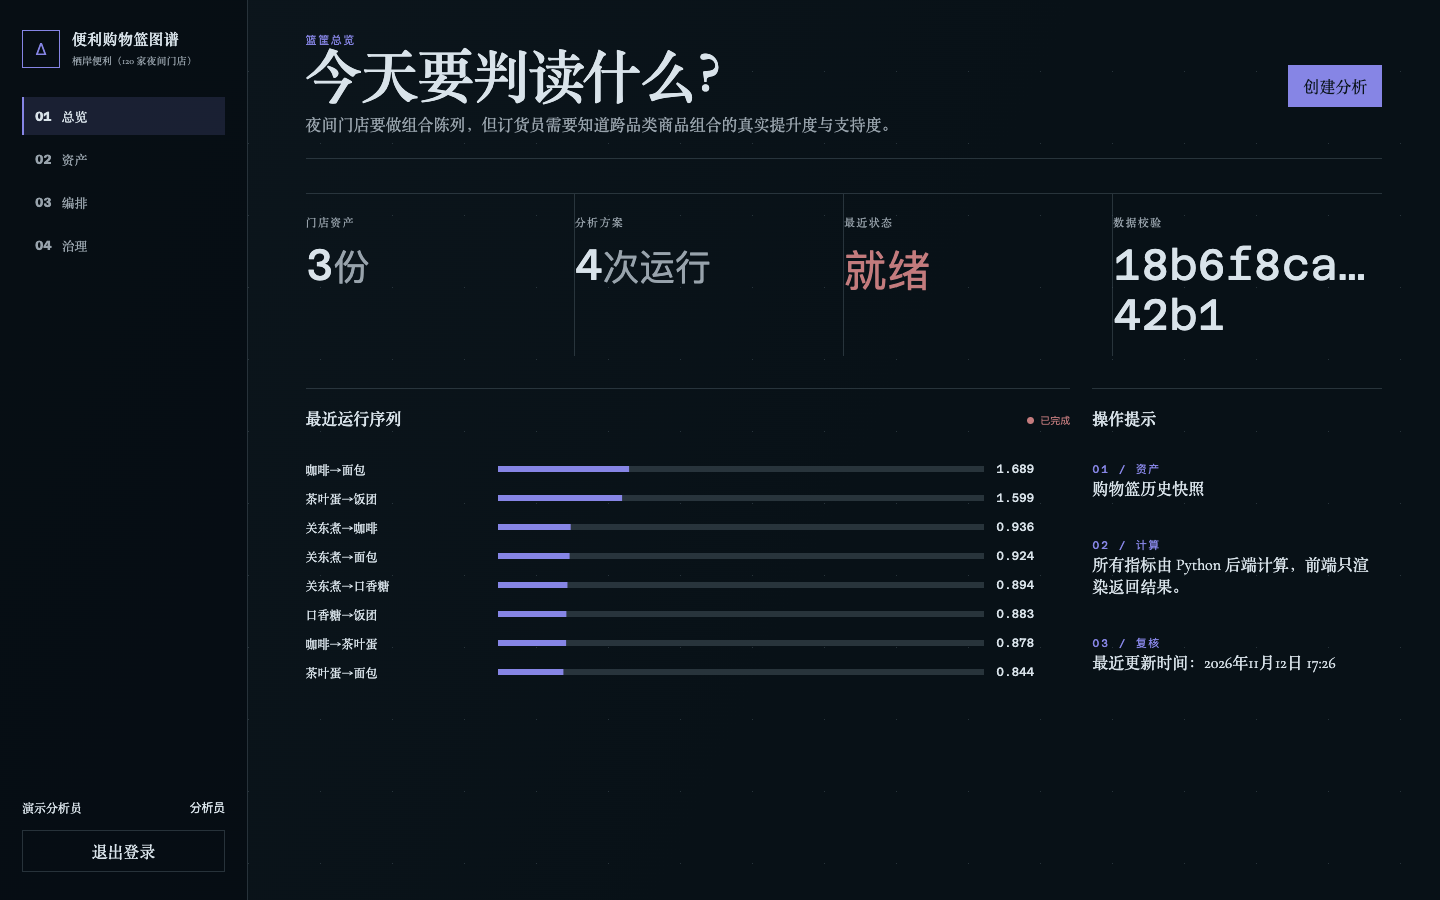 Δ
便利购物篮图谱
栖岸便利（120 家夜间门店）
01 总览
02 资产
03 编排
04 治理
演示分析员 分析员
退出登录
篮筐总览
今天要判读什么?
夜间门店要做组合陈列，但订货员需要知道跨品类商品组合的真实提升度与支持度。
创建分析
门店资产
3份
分析方案
4次运行
最近状态
就绪
数据校验
18b6f8ca…
42b1
最近运行序列
已完成
咖啡→面包 1.689
茶叶蛋→饭团 1.599
关东煮→咖啡 0.936
关东煮→面包 0.924
关东煮→口香糖 0.894
口香糖→饭团 0.883
咖啡→茶叶蛋 0.878
茶叶蛋→面包 0.844
操作提示
01 / 资产
购物篮历史快照
02 / 计算
所有指标由 Python 后端计算，前端只渲
染返回结果。
03 / 复核
最近更新时间：2026年11月12日 17:26